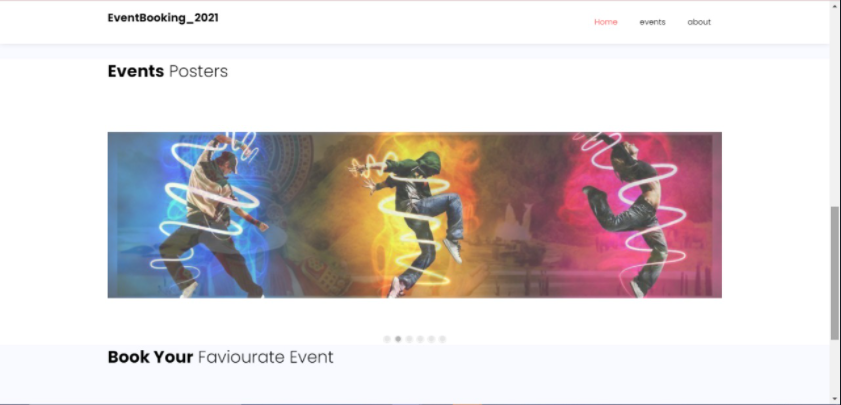 EventBooking_2021
Home events about
Events Posters
Book Your Faviourate Event